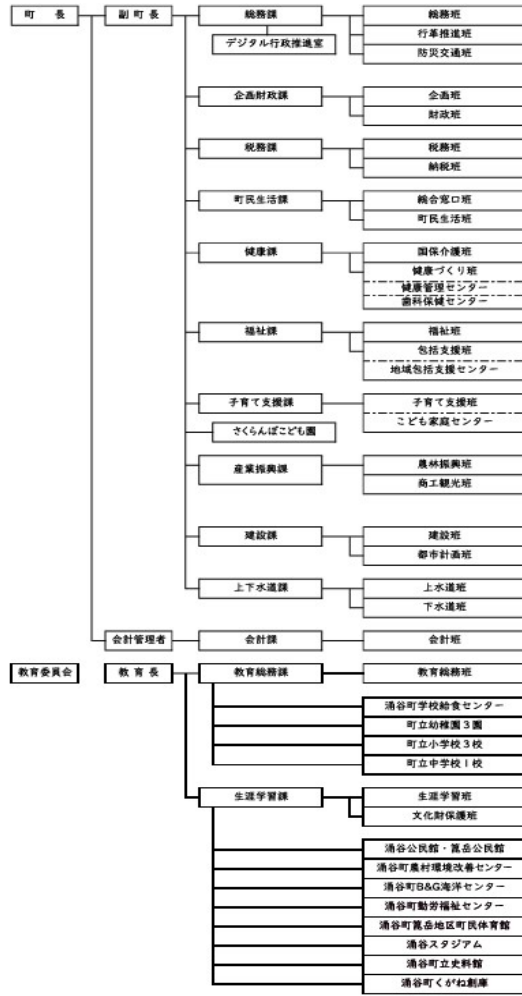 町長 副町長 総務課 総務班
行革推進班
デジタル行政推進室
防災交通班
企画財政課 企画班
財政班
税務課 税務班
納税班
町民生活課 総合窓口班
町民生活班
健康課 国保介護班
健康づくり班
健康管理センター
歯科保健センター
福祉課 福祉班
包括支援班
地域包括支援センター
子育て支援課 子育て支援班
こども家庭センター
さくらんぼこども園
産業振興課 農林振興班
商工観光班
建設課 建設班
都市計画班
上下水道課 上水道班
下水道班
会計管理者 会計課 会計班
教育委員会 教育長 教育総務課 教育総務班
涌谷町学校給食センター
町立幼稚園3園
町立小学校3校
町立中学校1校
生涯学習課 生涯学習班
文化財保護班
涌谷公民館・箟岳公民館
涌谷町農村環境改善センター
涌谷町B&G海洋センター
涌谷町勤労福祉センター
涌谷町箟岳地区町民体育館
涌谷スタジアム
涌谷町立史料館
涌谷町くがね創庫